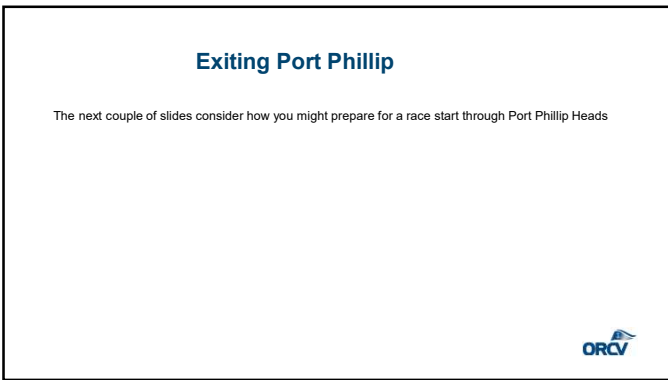 Exiting Port Phillip
The next couple of slides consider how you might prepare for a race start through Port Phillip Heads
ORCV